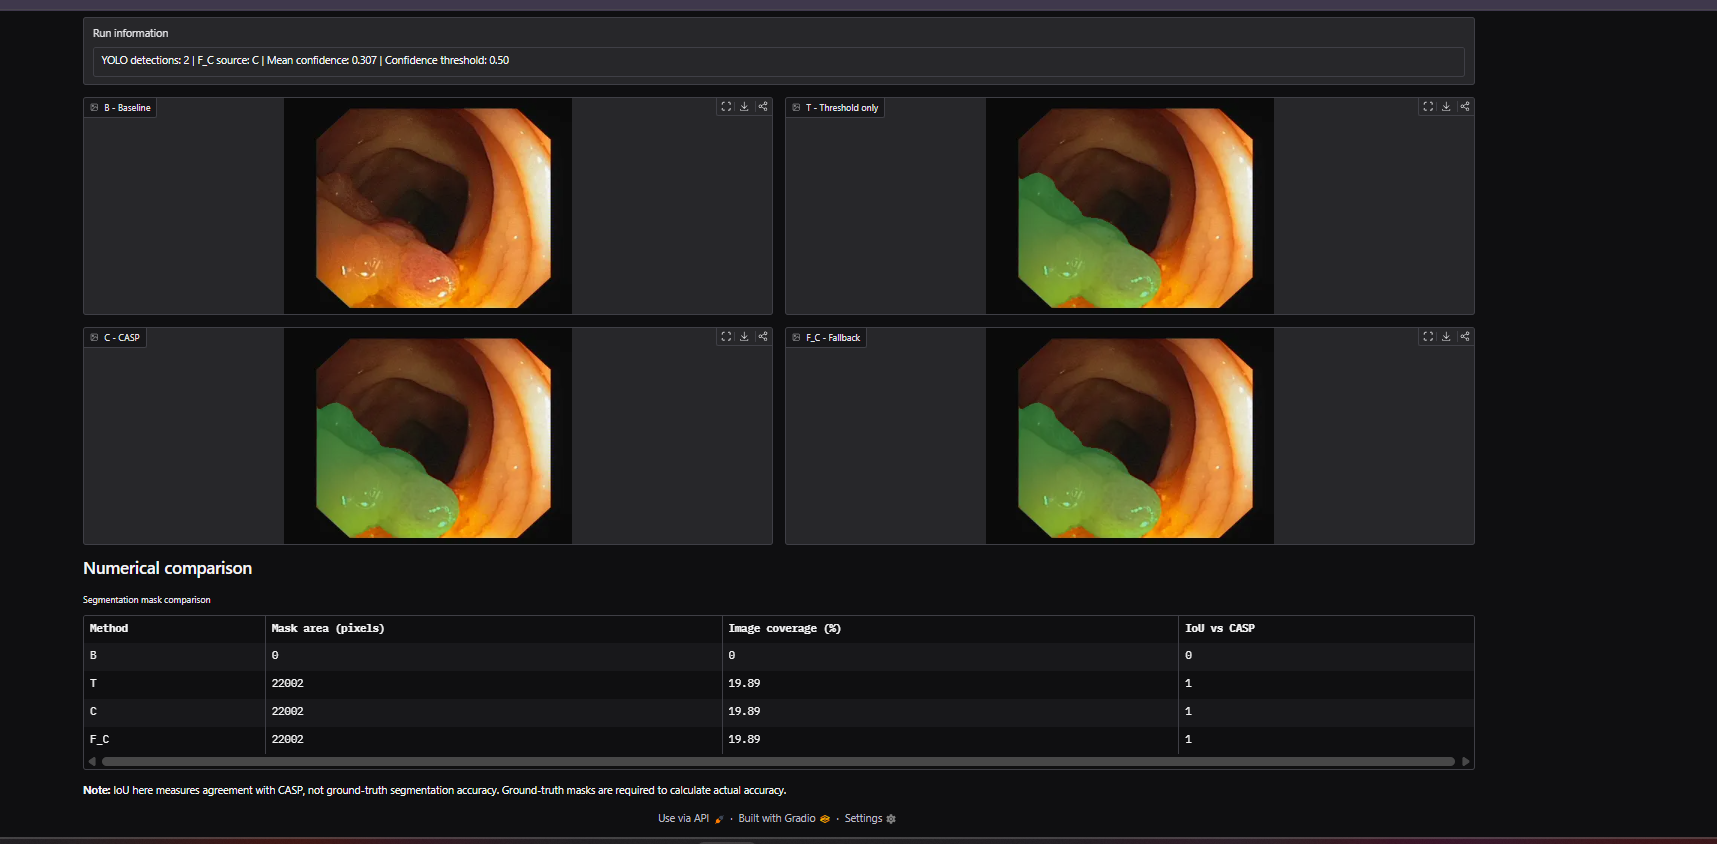 Run information
YOLO detections: 2 | F_C source: C | Mean confidence: 0.307 | Confidence threshold: 0.50
B - Baseline
T - Threshold only
C - CASP
F_C - Fallback
Numerical comparison
Segmentation mask comparison
Method Mask area (pixels) Image coverage (%) IoU vs CASP
B 0 0 0
T 22002 19.89 1
C 22002 19.89 1
F_C 22002 19.89 1
Note: IoU here measures agreement with CASP, not ground-truth segmentation accuracy. Ground-truth masks are required to calculate actual accuracy.
Use via API · Built with Gradio · Settings